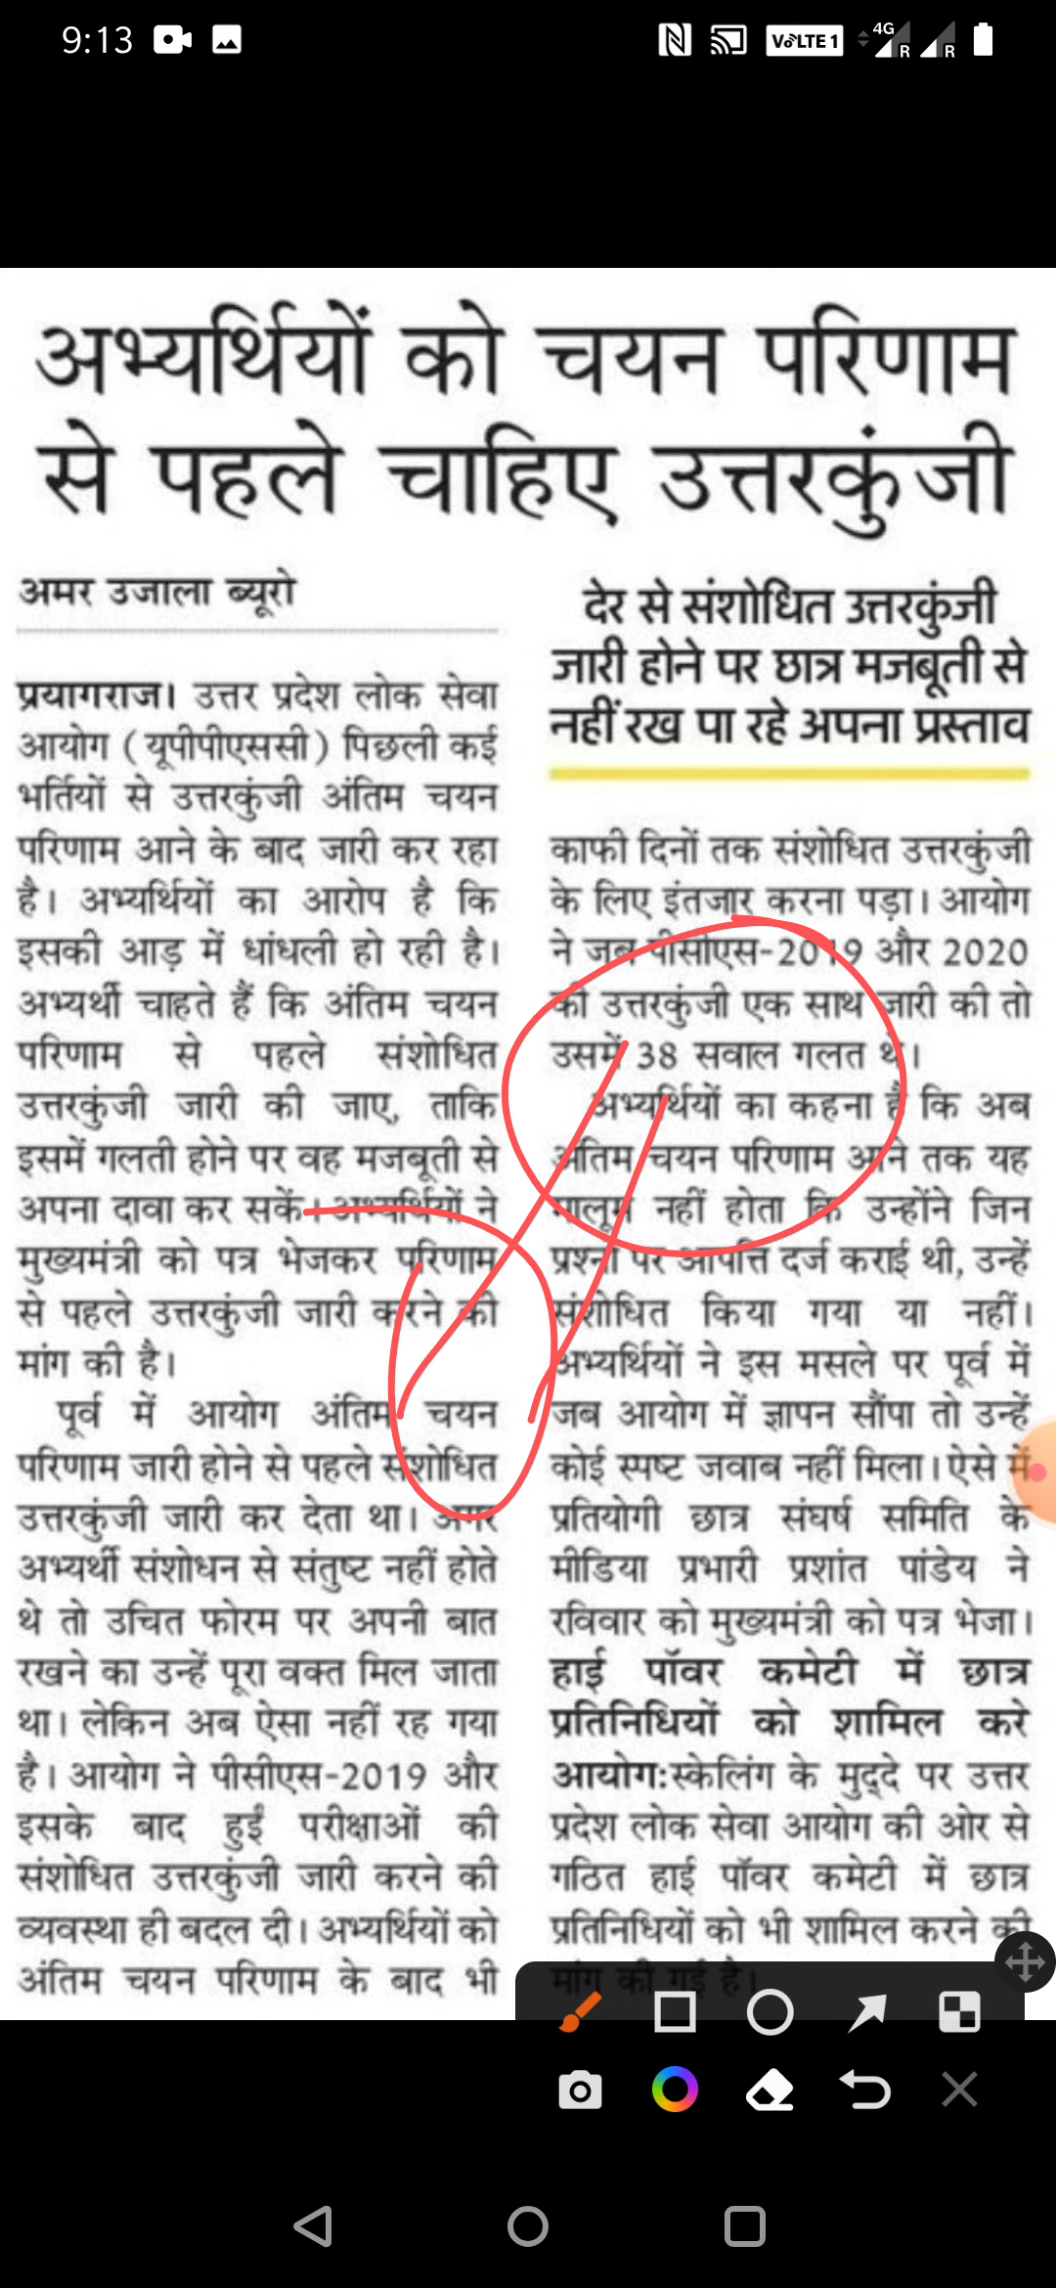 9:13
VoLTE 1
4G
R
R
अभ्यर्थियों को चयन परिणाम
से पहले चाहिए उत्तरकुंजी
अमर उजाला ब्यूरो
प्रयागराज। उत्तर प्रदेश लोक सेवा
आयोग (यूपीपीएससी) पिछली कई
भर्तियों से उत्तरकुंजी अंतिम चयन
परिणाम आने के बाद जारी कर रहा
है। अभ्यर्थियों का आरोप है कि
इसकी आड़ में धांधली हो रही है।
अभ्यर्थी चाहते हैं कि अंतिम चयन
परिणाम से पहले संशोधित
उत्तरकुंजी जारी की जाए, ताकि
इसमें गलती होने पर वह मजबूती से
अपना दावा कर सकें। अभ्यर्थियों ने
मुख्यमंत्री को पत्र भेजकर परिणाम
से पहले उत्तरकुंजी जारी करने की
मांग की है।
पूर्व में आयोग अंतिम चयन
परिणाम जारी होने से पहले संशोधित
उत्तरकुंजी जारी कर देता था। अगर
अभ्यर्थी संशोधन से संतुष्ट नहीं होते
थे तो उचित फोरम पर अपनी बात
रखने का उन्हें पूरा वक्त मिल जाता
था। लेकिन अब ऐसा नहीं रह गया
है। आयोग ने पीसीएस-2019 और
इसके बाद हुईं परीक्षाओं की
संशोधित उत्तरकुंजी जारी करने की
व्यवस्था ही बदल दी। अभ्यर्थियों को
अंतिम चयन परिणाम के बाद भी
देर से संशोधित उत्तरकुंजी
जारी होने पर छात्र मजबूती से
नहीं रख पा रहे अपना प्रस्ताव
काफी दिनों तक संशोधित उत्तरकुंजी
के लिए इंतजार करना पड़ा। आयोग
ने जब पीसीएस-2019 और 2020
की उत्तरकुंजी एक साथ जारी की तो
उसमें 38 सवाल गलत थे।
अभ्यर्थियों का कहना है कि अब
अंतिम चयन परिणाम आने तक यह
मालूम नहीं होता कि उन्होंने जिन
प्रश्नों पर आपत्ति दर्ज कराई थी, उन्हें
संशोधित किया गया या नहीं।
अभ्यर्थियों ने इस मसले पर पूर्व में
जब आयोग में ज्ञापन सौंपा तो उन्हें
कोई स्पष्ट जवाब नहीं मिला। ऐसे में
प्रतियोगी छात्र संघर्ष समिति के
मीडिया प्रभारी प्रशांत पांडेय ने
रविवार को मुख्यमंत्री को पत्र भेजा।
हाई पॉवर कमेटी में छात्र
प्रतिनिधियों को शामिल करे
आयोग:स्केलिंग के मुद्दे पर उत्तर
प्रदेश लोक सेवा आयोग की ओर से
गठित हाई पॉवर कमेटी में छात्र
प्रतिनिधियों को भी शामिल करने की
मांग की गई है।